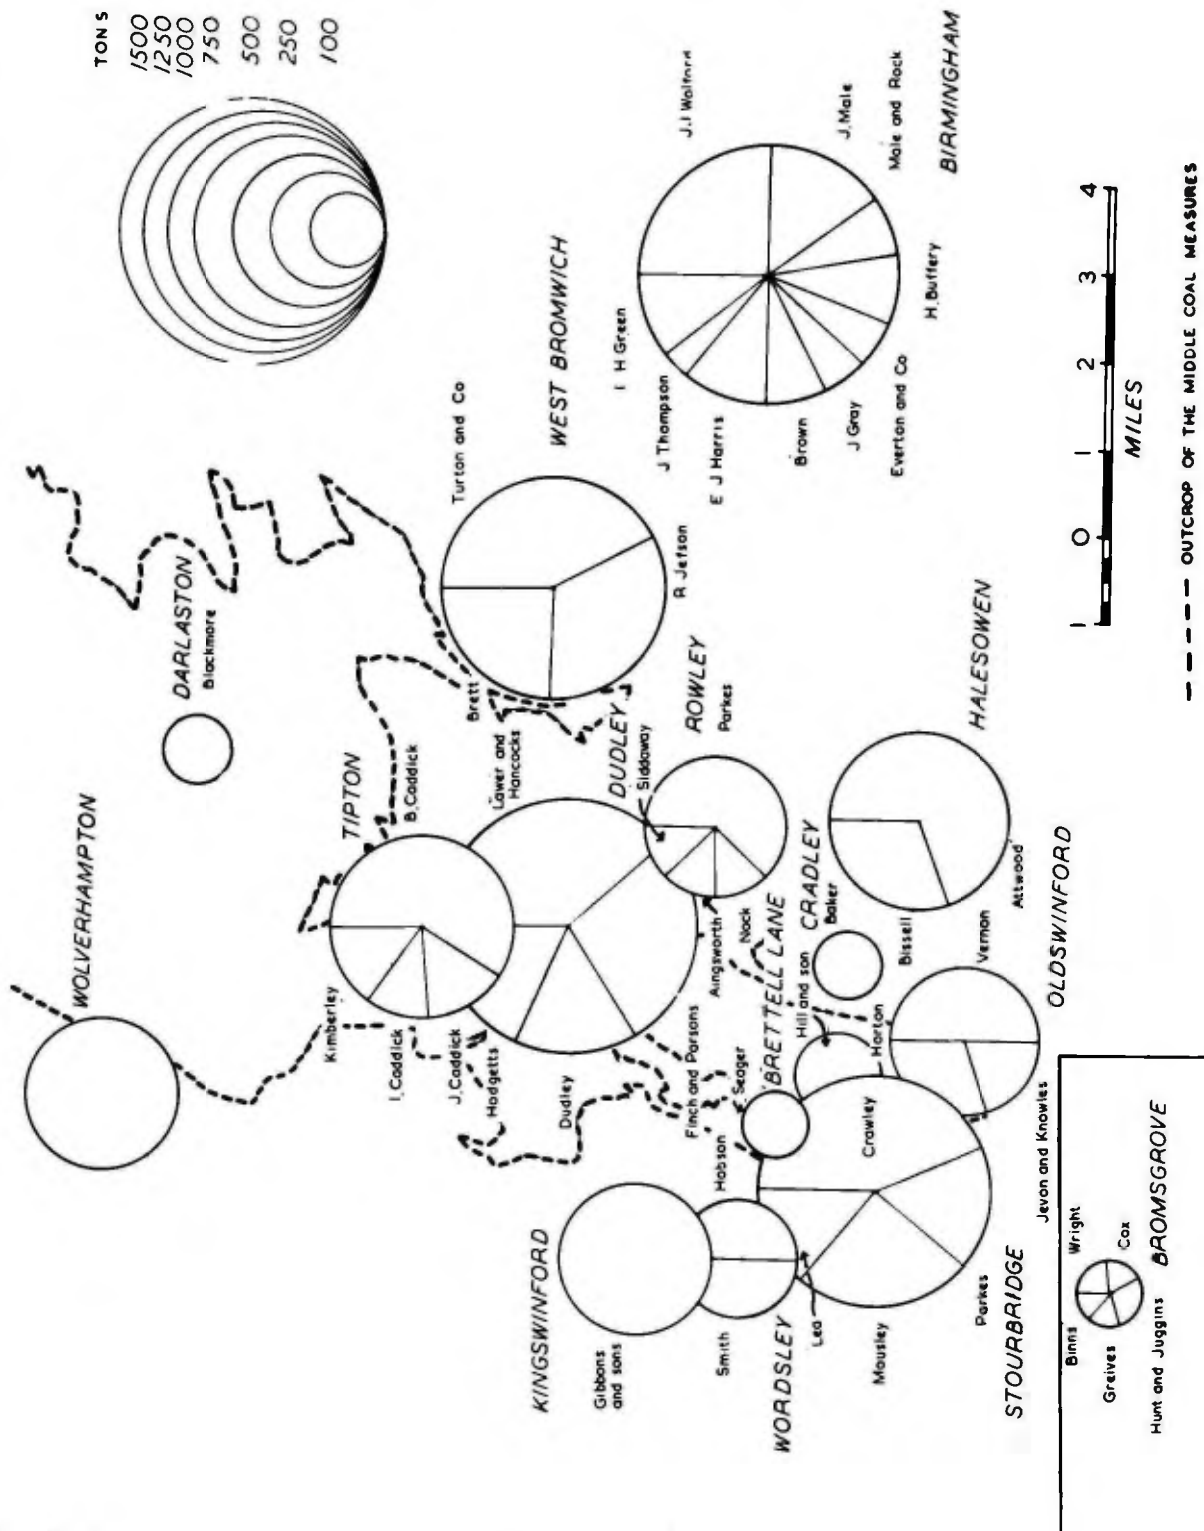 TONS
1500
1250
1000
750
500
250
100
WOLVERHAMPTON
DARLASTON
Blackmore
TIPTON
B. Caddick
Kimberley
I. Caddick
J. Caddick
Hodgetts
Dudley
Finch and Parsons
Brett
Lawer and
Hancocks
DUDLEY
Siddaway
ROWLEY
Parkes
Aingsworth
Nock
Turton and Co
WEST BROMWICH
R Jefson
J.I Walford
J. Male
Male and Rock
BIRMINGHAM
H. Buffery
Everton and Co
J Gray
Brown
E J Harris
J Thompson
I H Green
KINGSWINFORD
Gibbons
and sons
Smith
Hobson
WORDSLEY
Lea
Seager
BRETTELL LANE
Hill and son
CRADLEY
Baker
HALESOWEN
Bissell
Attwood
Horton
Vernon
OLDSWINFORD
Jevon and Knowles
Crawley
Mousley
Parkes
STOURBRIDGE
Binns
Wright
Greives
Cox
Hunt and Juggins
BROMSGROVE
1 0 1 2 3 4
MILES
OUTCROP OF THE MIDDLE COAL MEASURES